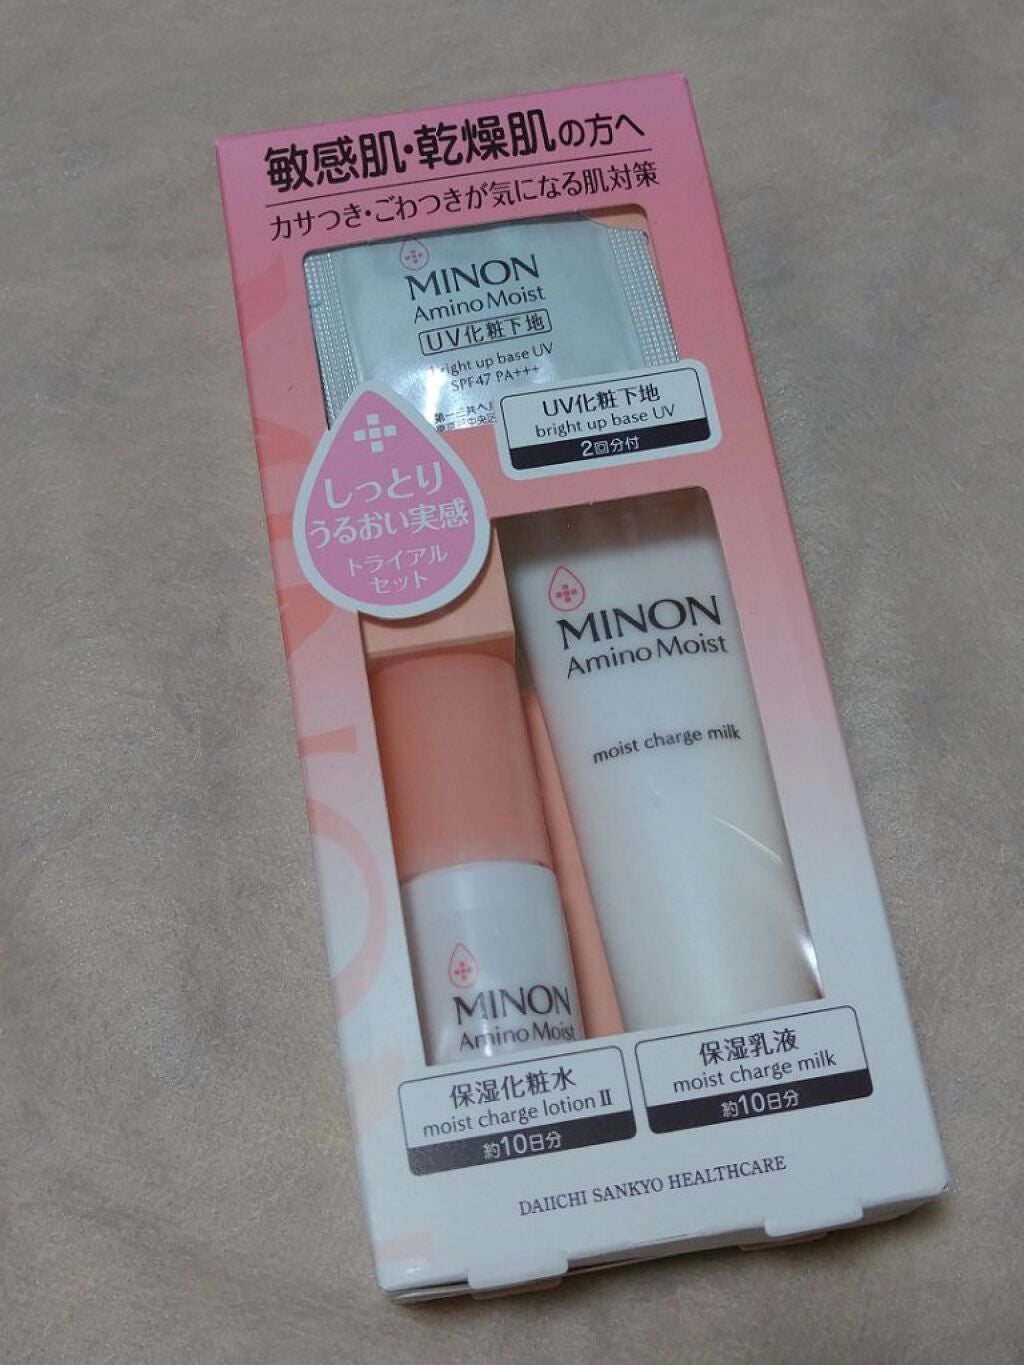 敏感肌・乾燥肌の方へ
カサつき・ごわつきが気になる肌対策
MINON
Amino Moist
UV化粧下地
bright up base UV
SPF47 PA+++
UV化粧下地
bright up base UV
2回分付
しっとり
うるおい実感
トライアル
セット
MINON
Amino Moist
moist charge milk
MINON
Amino Moist
保湿化粧水
moist charge lotion II
約10日分
保湿乳液
moist charge milk
約10日分
DAIICHI SANKYO HEALTHCARE